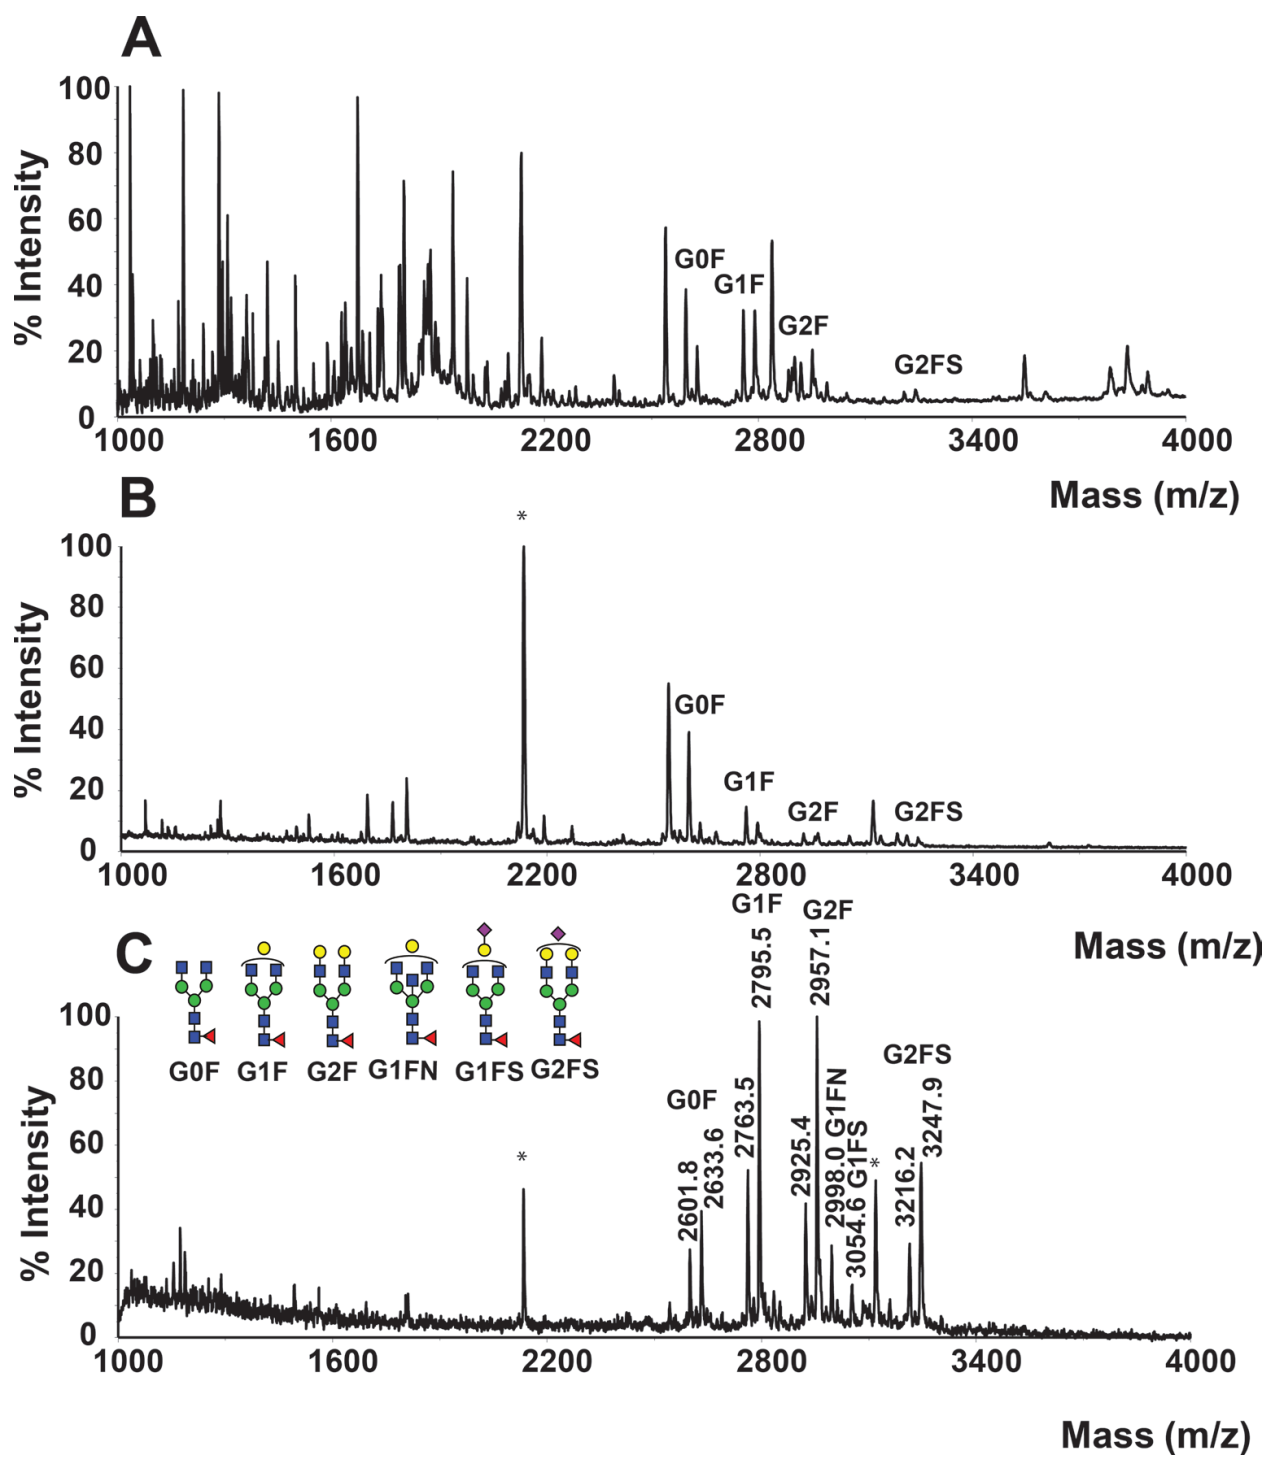 A
% Intensity
100
80
60
40
20
0
G0F
G1F
G2F
G2FS
1000 1600 2200 2800 3400 4000
Mass (m/z)
B
*
% Intensity
100
80
60
40
20
0
G0F
G1F
G2F
G2FS
1000 1600 2200 2800 3400 4000
Mass (m/z)
C
% Intensity
100
80
60
40
20
0
G0F G1F G2F G1FN G1FS G2FS
*
G0F
2601.8
2633.6
2763.5
G1F
2795.5
2925.4
G2F
2957.1
2998.0 G1FN
3054.6 G1FS
*
3216.2
G2FS
3247.9
1000 1600 2200 2800 3400 4000
Mass (m/z)